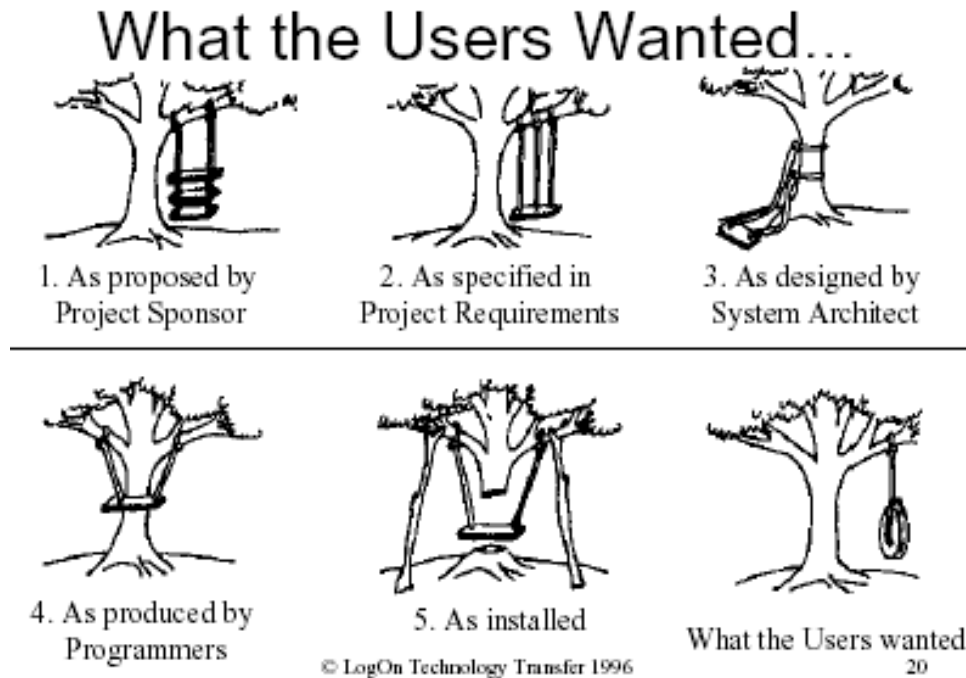 What the Users Wanted...
1. As proposed by
Project Sponsor
2. As specified in
Project Requirements
3. As designed by
System Architect
4. As produced by
Programmers
5. As installed
What the Users wanted
© LogOn Technology Transfer 1996
20